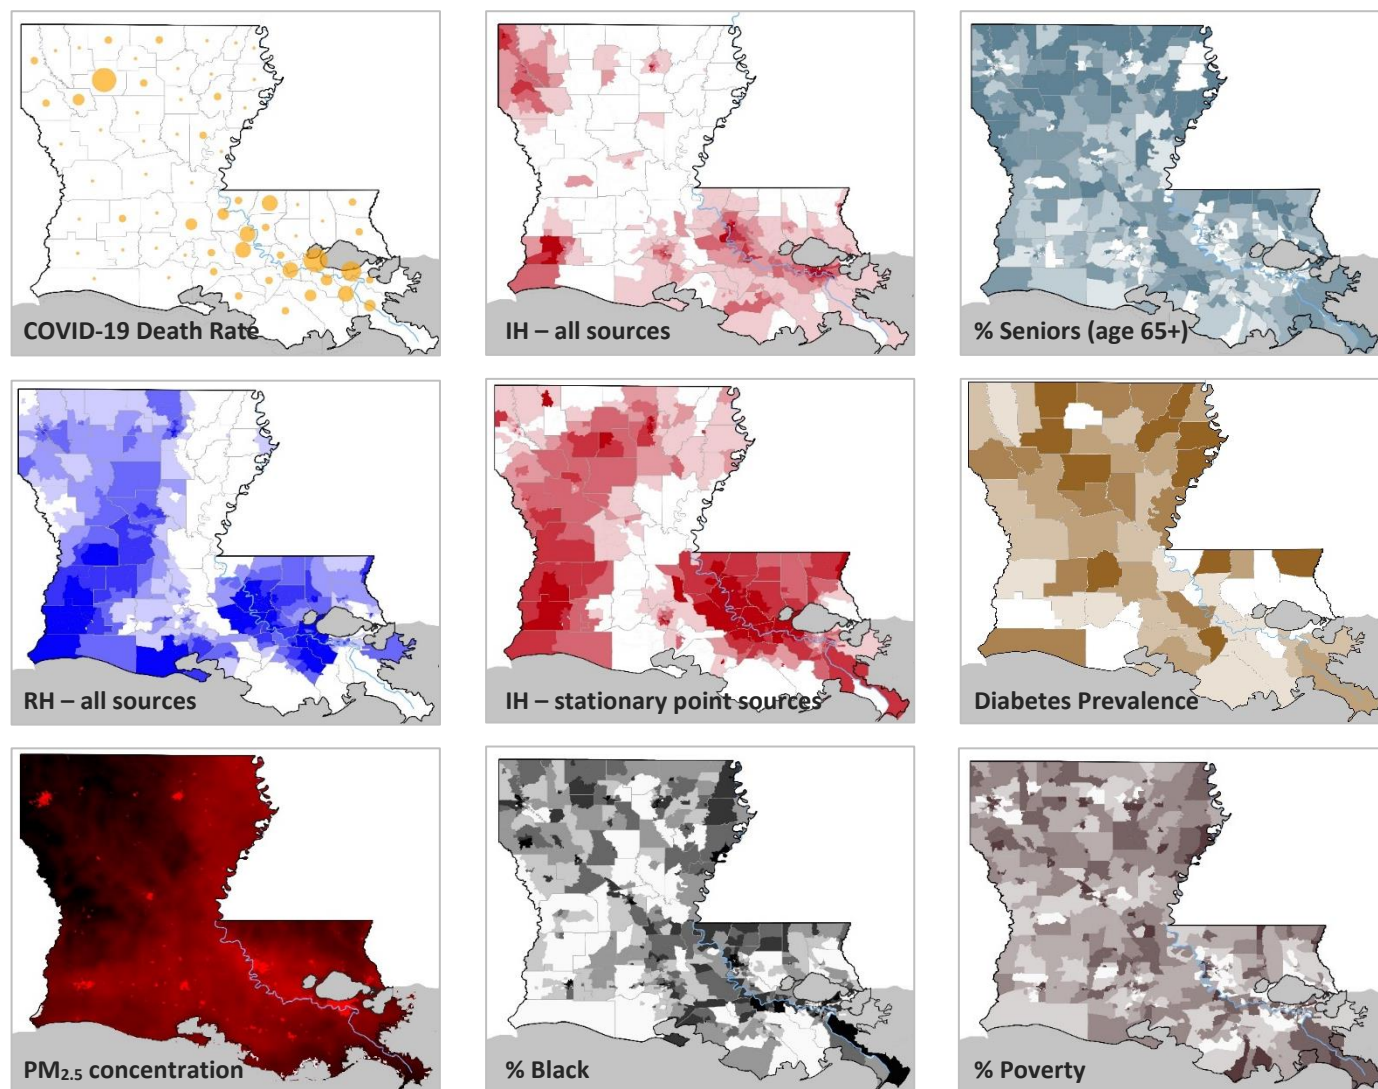 COVID-19 Death Rate
IH – all sources
% Seniors (age 65+)
RH – all sources
IH – stationary point sources
Diabetes Prevalence
PM₂.₅ concentration
% Black
% Poverty